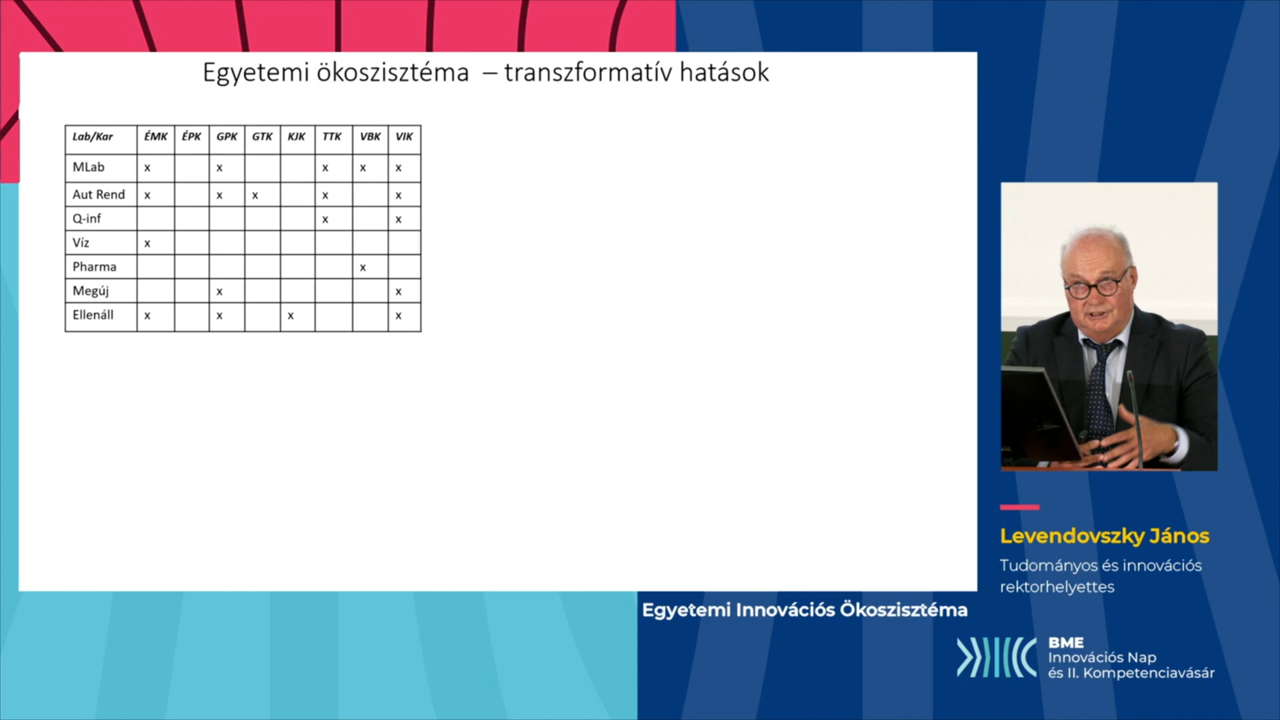 Egyetemi ökoszisztéma – transzformatív hatások
Lab/Kar ÉMK ÉPK GPK GTK KJK TTK VBK VIK
MLab x x x x x
Aut Rend x x x x x
Q-inf x x
Víz x
Pharma x
Megúj x x
Ellenáll x x x x
Levendovszky János
Tudományos és innovációs
rektorhelyettes
Egyetemi Innovációs Ökoszisztéma
BME
Innovációs Nap
és II. Kompetenciavásár